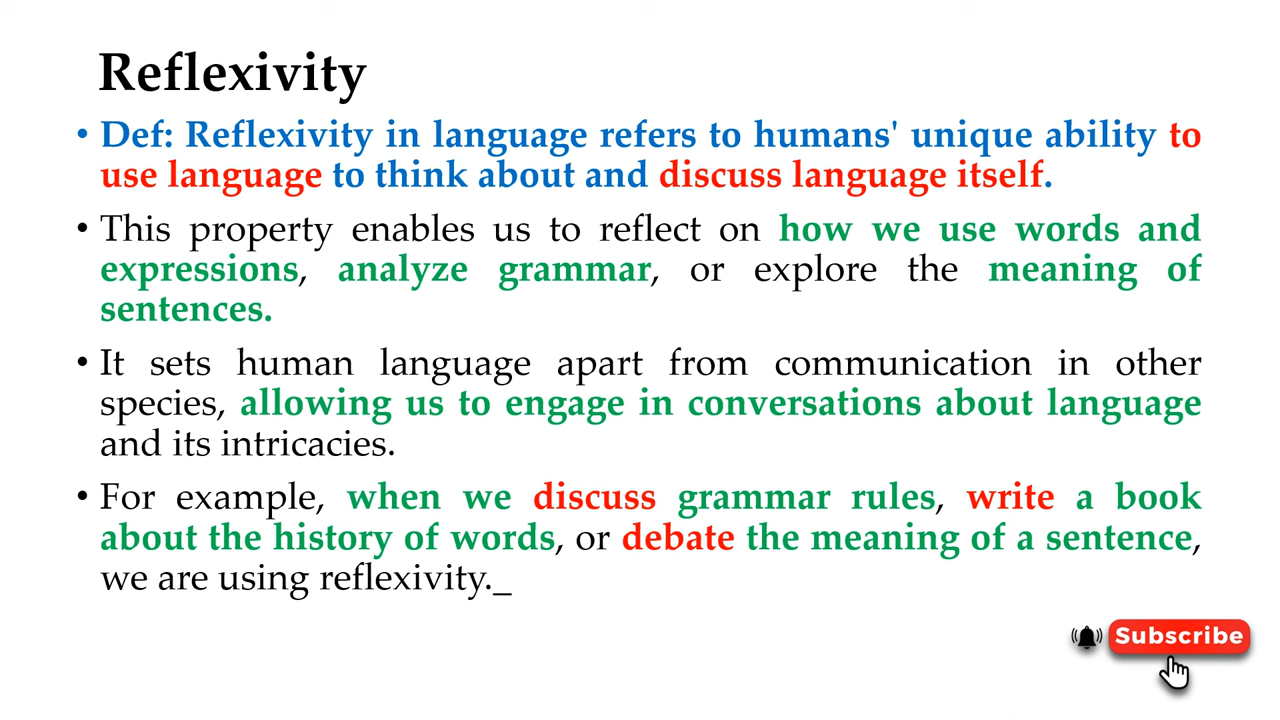 Reflexivity
• Def: Reflexivity in language refers to humans' unique ability to
use language to think about and discuss language itself.
• This property enables us to reflect on how we use words and
expressions, analyze grammar, or explore the meaning of
sentences.
• It sets human language apart from communication in other
species, allowing us to engage in conversations about language
and its intricacies.
• For example, when we discuss grammar rules, write a book
about the history of words, or debate the meaning of a sentence,
we are using reflexivity._
Subscribe